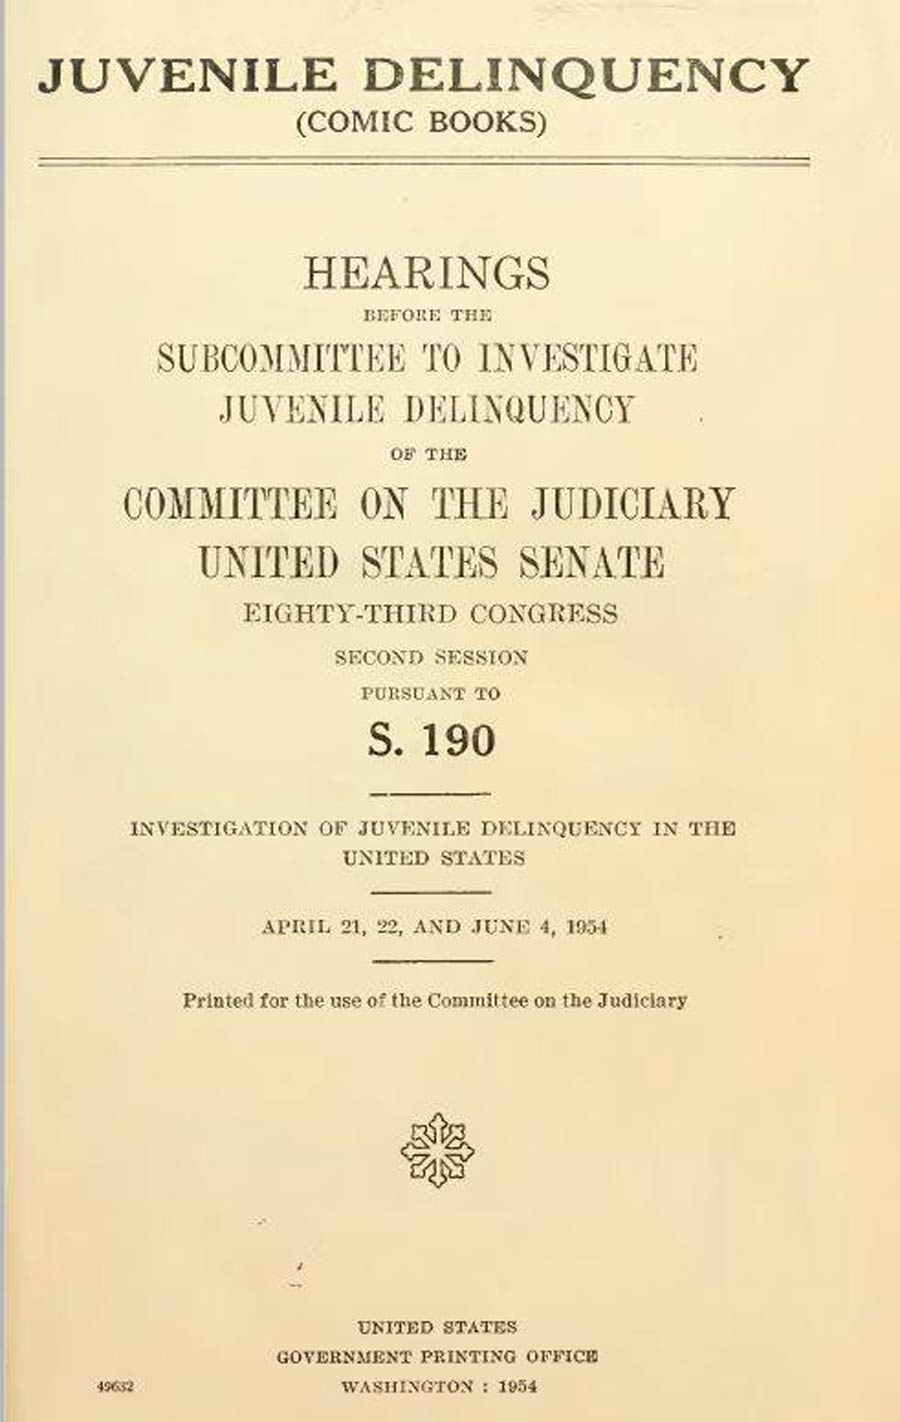 JUVENILE DELINQUENCY
(COMIC BOOKS)
HEARINGS
BEFORE THE
SUBCOMMITTEE TO INVESTIGATE
JUVENILE DELINQUENCY
OF THE
COMMITTEE ON THE JUDICIARY
UNITED STATES SENATE
EIGHTY-THIRD CONGRESS
SECOND SESSION
PURSUANT TO
S. 190
INVESTIGATION OF JUVENILE DELINQUENCY IN THE
UNITED STATES
APRIL 21, 22, AND JUNE 4, 1954
Printed for the use of the Committee on the Judiciary
UNITED STATES
GOVERNMENT PRINTING OFFICE
49632 WASHINGTON : 1954